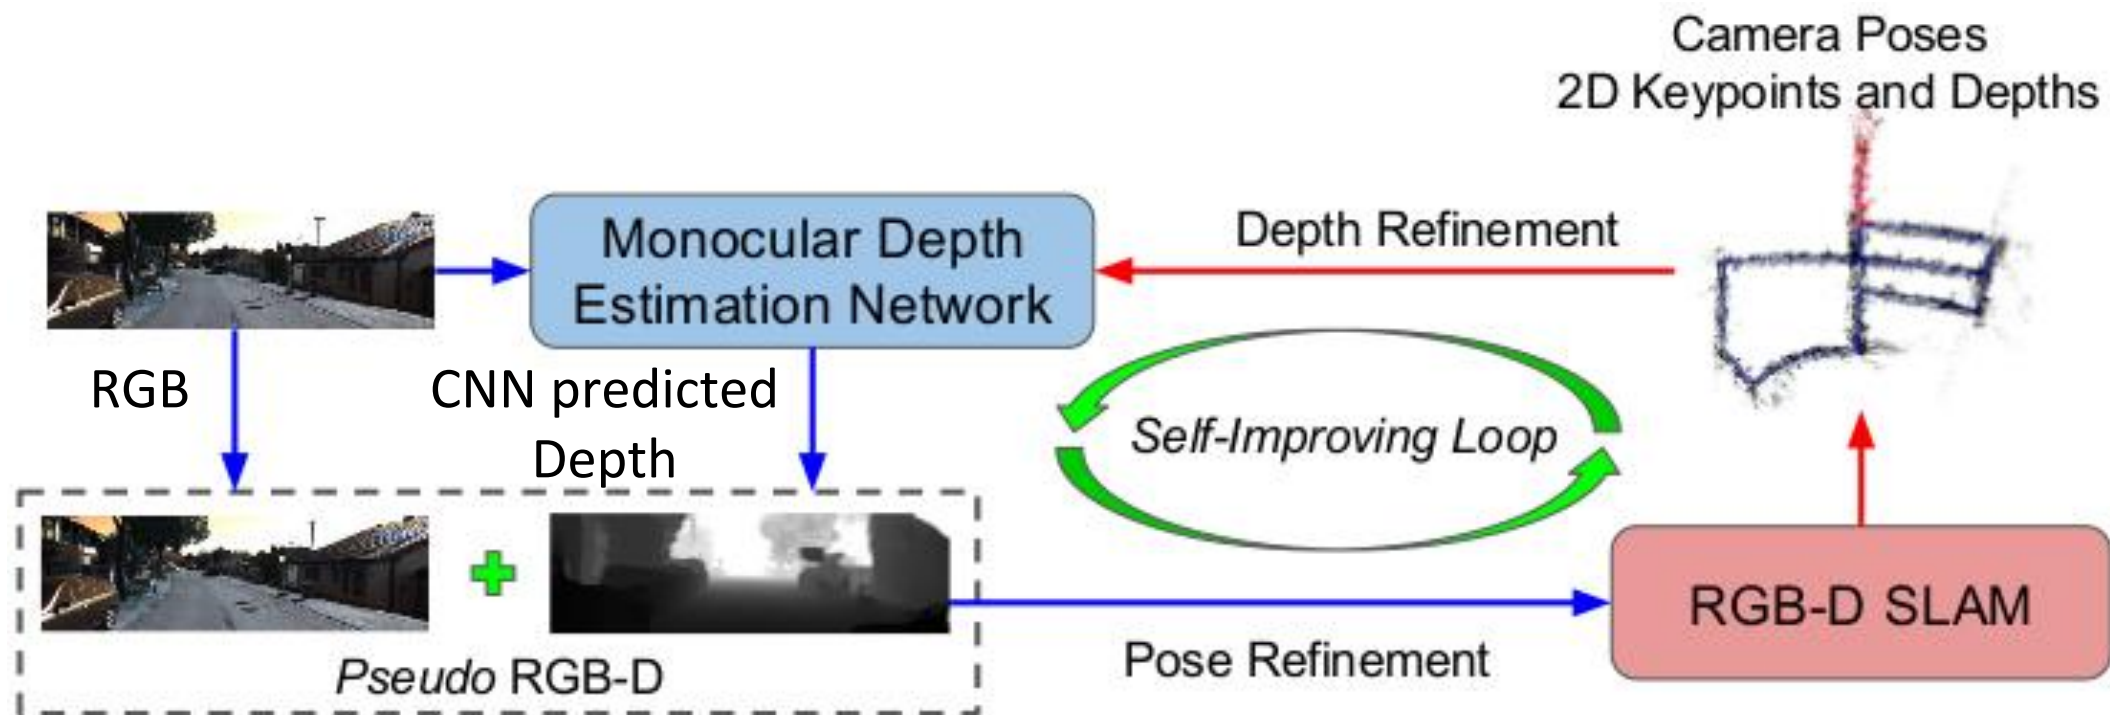 Camera Poses
2D Keypoints and Depths
Monocular Depth
Estimation Network
Depth Refinement
RGB
CNN predicted
Depth
Self-Improving Loop
Pseudo RGB-D
Pose Refinement
RGB-D SLAM